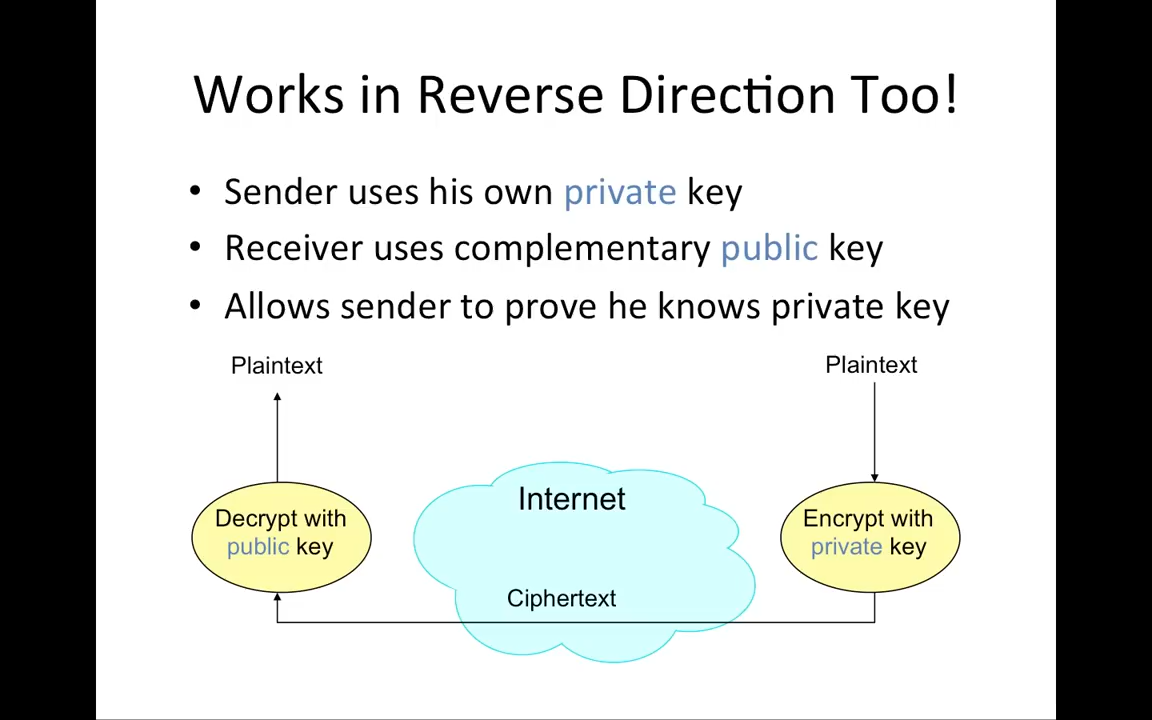 Works in Reverse Direction Too!
• Sender uses his own private key
• Receiver uses complementary public key
• Allows sender to prove he knows private key
Plaintext
Plaintext
Internet
Decrypt with
public key
Encrypt with
private key
Ciphertext